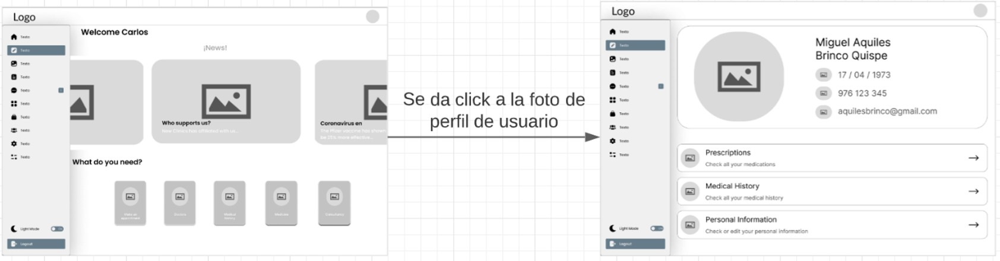 Logo
Welcome Carlos
¡News!
Texto
Texto
Texto
Texto
Texto
Texto
Texto
Texto
Texto
Texto
Who supports us?
New Clinics has affiliated with us...
Coronavirus en
The Pfizer vaccine has shown
be 25% more effective...
What do you need?
Make an
appointment
Doctors
Medical
history
Medicine
Light Mode
Logout
Se da click a la foto de
perfil de usuario
Logo
Texto
Texto
Texto
Texto
Texto
Texto
Texto
Texto
Texto
Texto
Light Mode
Logout
Miguel Aquiles
Brinco Quispe
17 / 04 / 1973
976 123 345
aquilesbrinco@gmail.com
Prescriptions
Check all your medications
Medical History
Check all your medical history
Personal Information
Check or edit your personal information